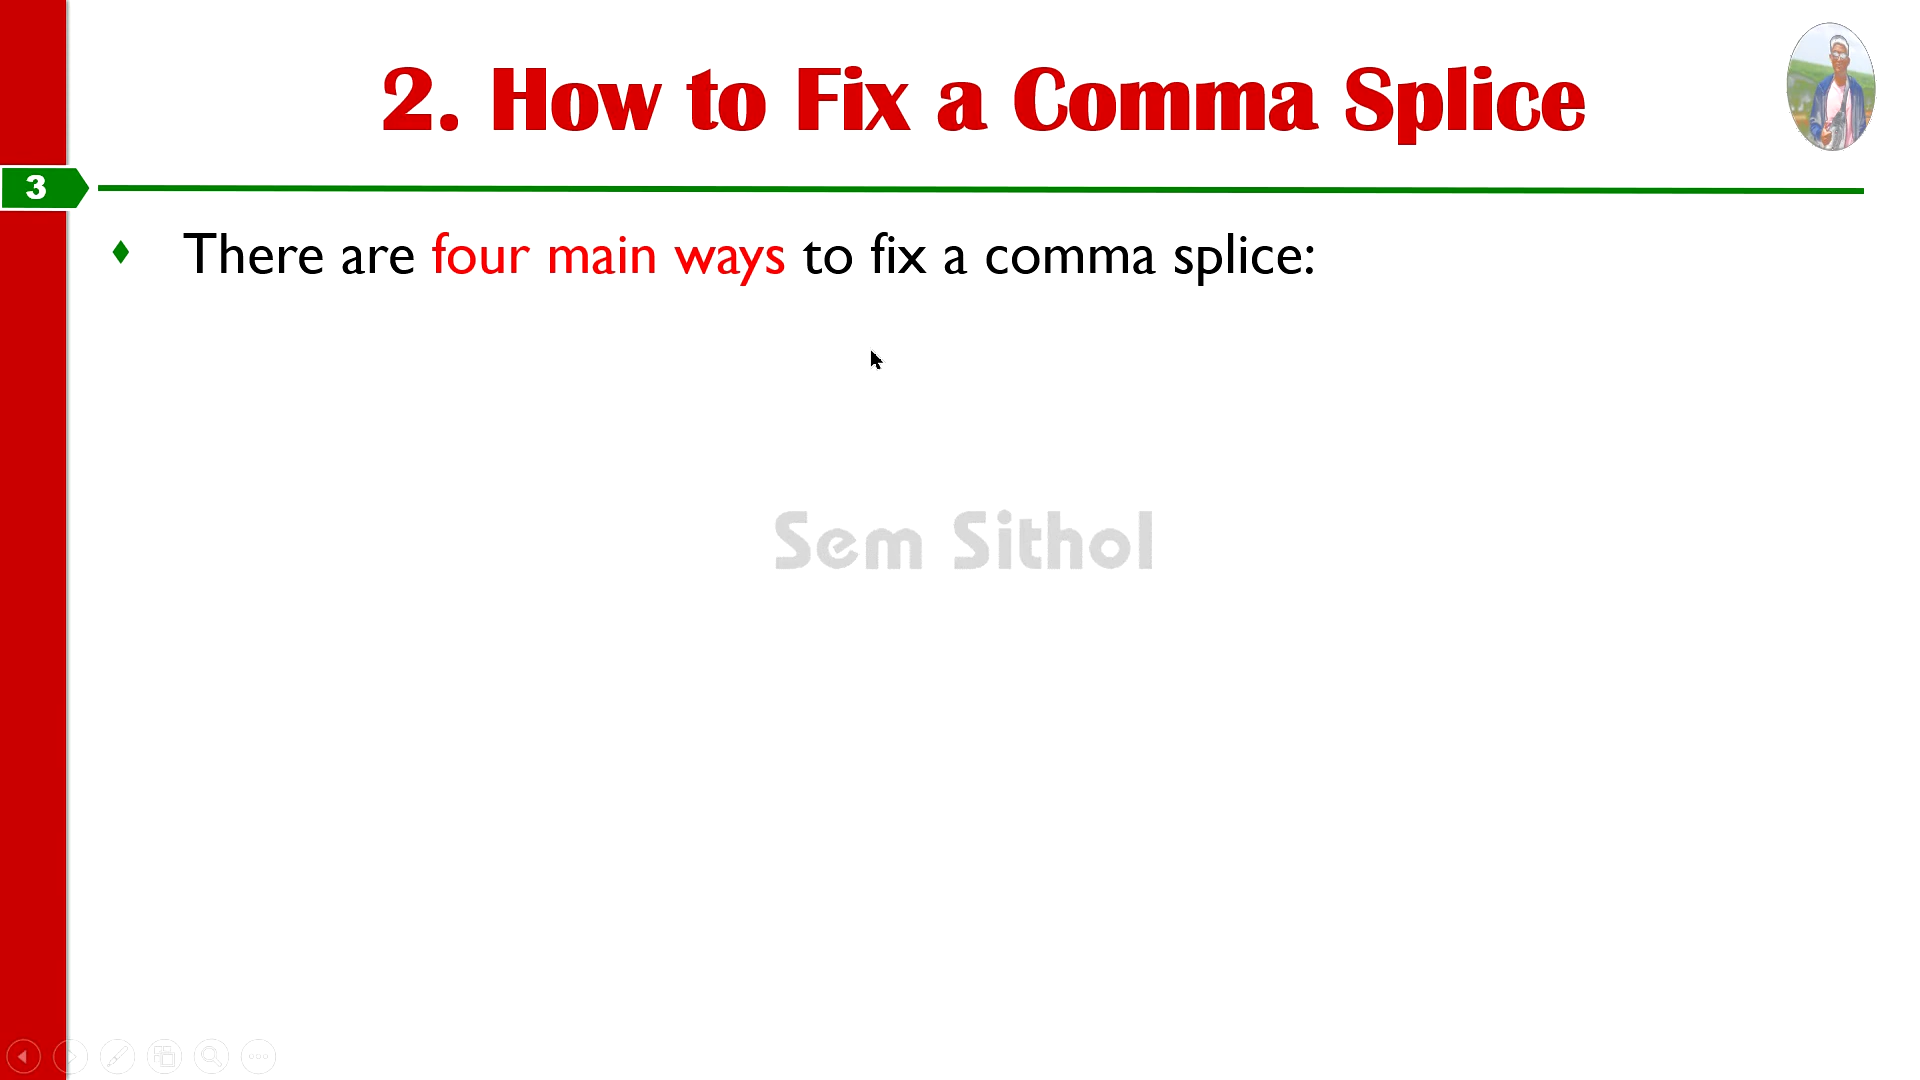 2. How to Fix a Comma Splice
3
There are four main ways to fix a comma splice:
Sem Sithol